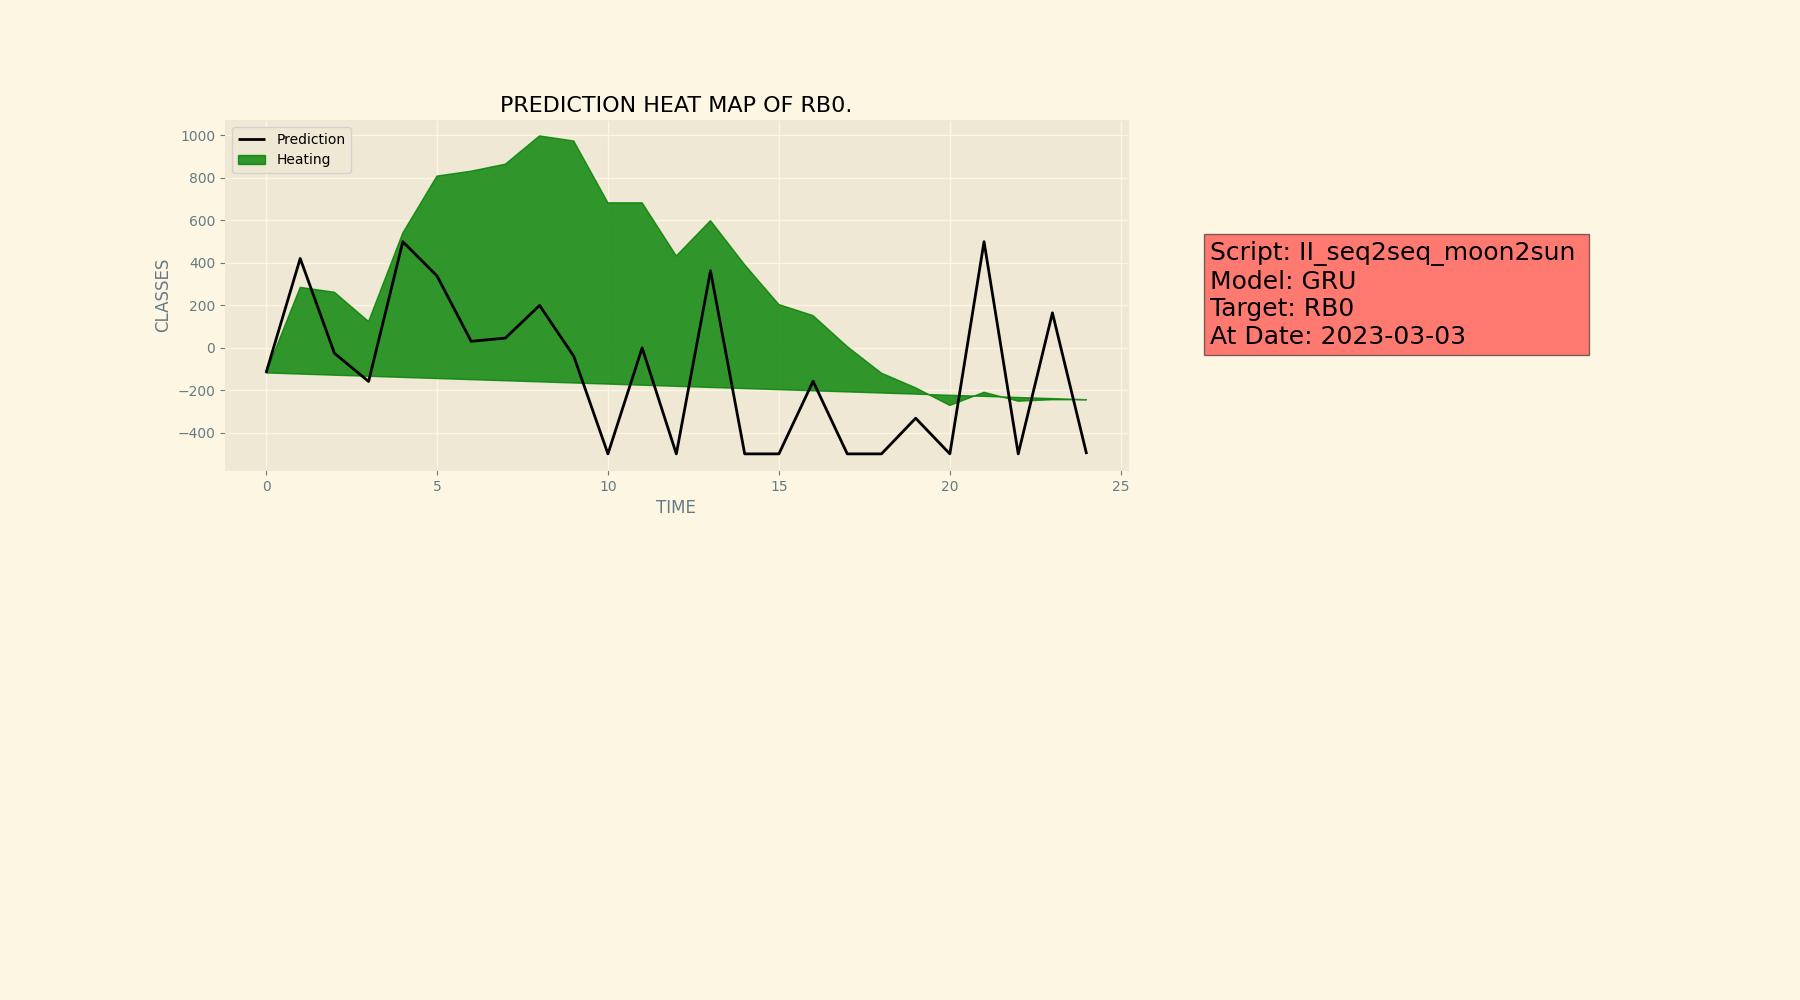 PREDICTION HEAT MAP OF RB0.
Prediction
Heating
1000
800
600
400
200
0
−200
−400
CLASSES
0 5 10 15 20 25
TIME
Script: II_seq2seq_moon2sun
Model: GRU
Target: RB0
At Date: 2023-03-03